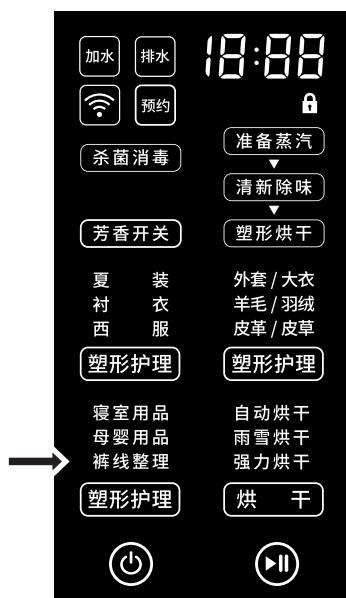 加水 排水 18:88
预约
杀菌消毒 准备蒸汽
清新除味
芳香开关 塑形烘干
夏装 外套/大衣
衬衣 羊毛/羽绒
西服 皮革/皮草
塑形护理 塑形护理
寝室用品 自动烘干
母婴用品 雨雪烘干
裤线整理 强力烘干
塑形护理 烘干